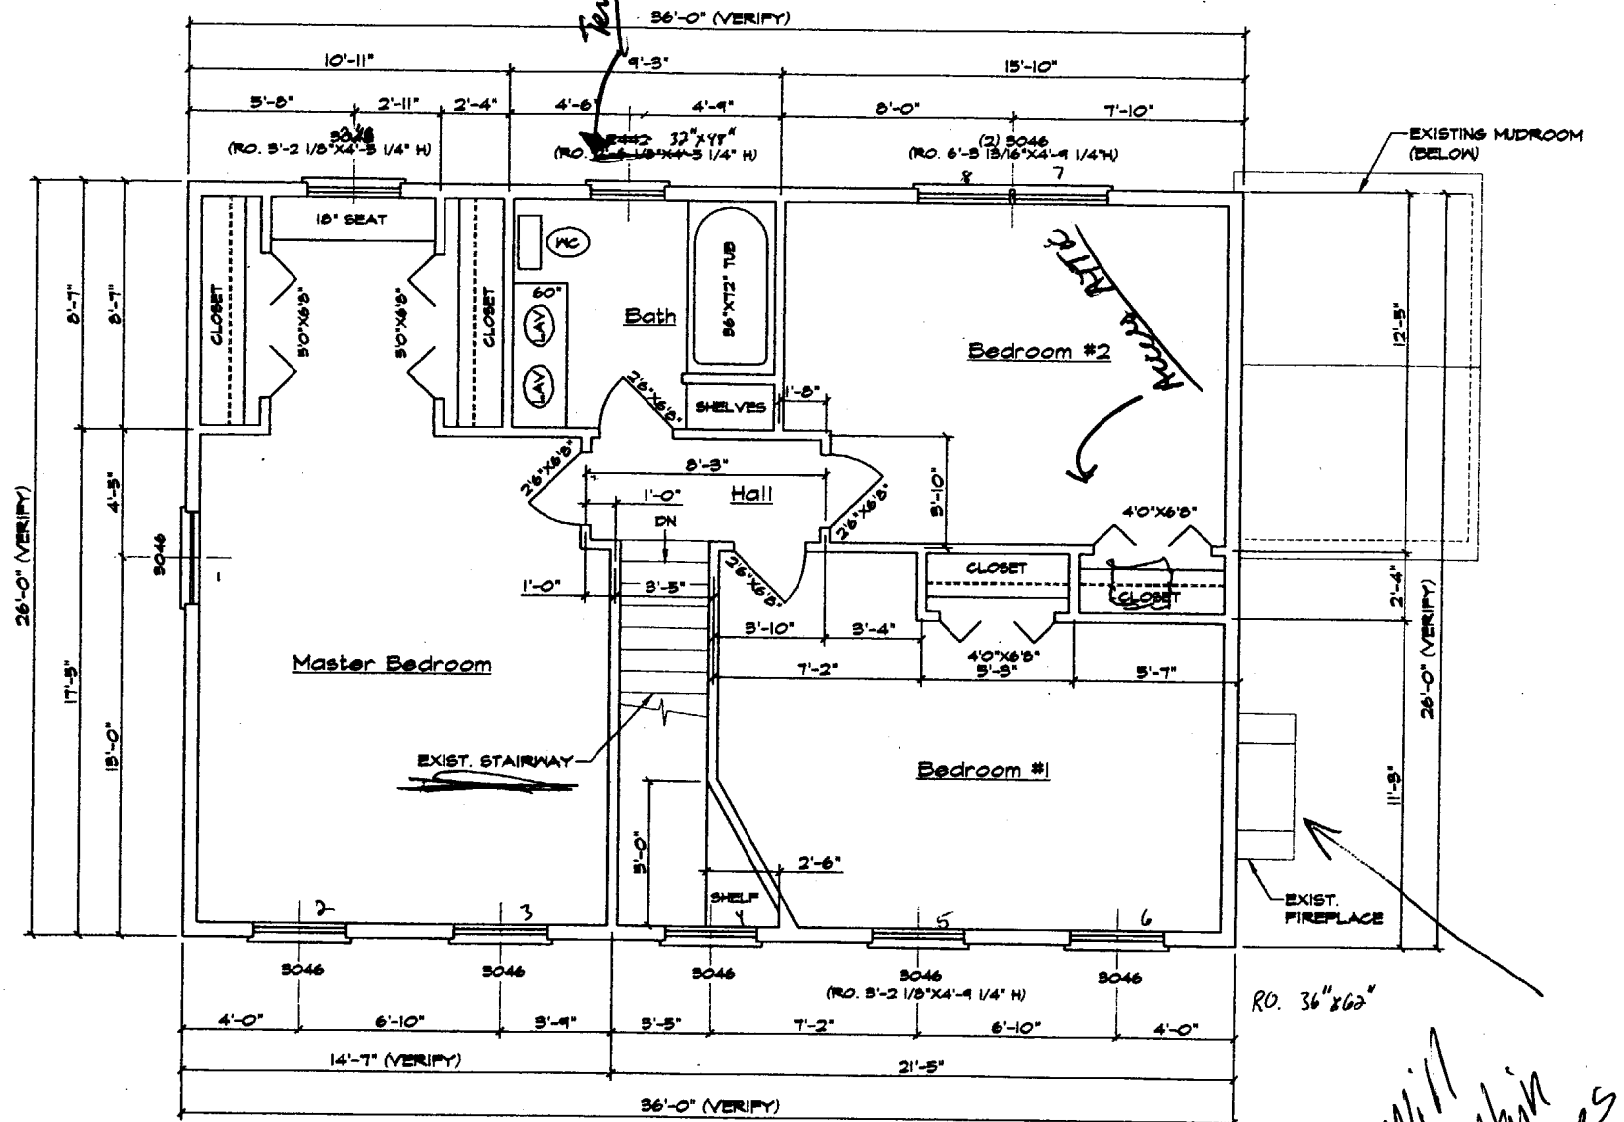 36'-0" (VERIFY)
10'-11" 9'-3" 15'-10"
5'-8" 2'-11" 2'-4" 4'-6" 4'-9" 8'-0" 7'-10"
32"X48" (2) 3046
(RO. 3'-2 1/8"X4'-5 1/4" H) (RO. 6'-3 13/16"X4'-9 1/4"H)
EXISTING MUDROOM
(BELOW)
8 7
18" SEAT
WC
36"X72" TUB
60"
LAV
LAV
CLOSET
CLOSET
5'0"X6'8"
5'0"X6'8"
8'-7"
8'-7"
Bath
Bedroom #2
Access ATTIC
12'-5"
2'6"X6'8"
SHELVES
1'-8"
2'6"X6'8"
8'-3"
Hall
1'-0"
DN
3'-10"
2'6"X6'8"
4'0"X6'8"
4'-5"
3046
1
26'-0" (VERIFY)
1'-0" 3'-5"
2'6"X6'8"
CLOSET
CLOSET
2'-4"
3'-10" 3'-4"
4'0"X6'8"
7'-2" 5'-3" 5'-7"
Master Bedroom
17'-5"
13'-0"
26'-0" (VERIFY)
EXIST. STAIRWAY
Bedroom #1
11'-3"
5'-0"
2'-6"
SHELF
EXIST.
FIREPLACE
2 3 4 5 6
3046 3046 3046 3046 3046
(RO. 3'-2 1/8"X4'-9 1/4" H)
RO. 36"x62"
4'-0" 6'-10" 3'-9" 3'-5" 7'-2" 6'-10" 4'-0"
14'-7" (VERIFY) 21'-5"
36'-0" (VERIFY)